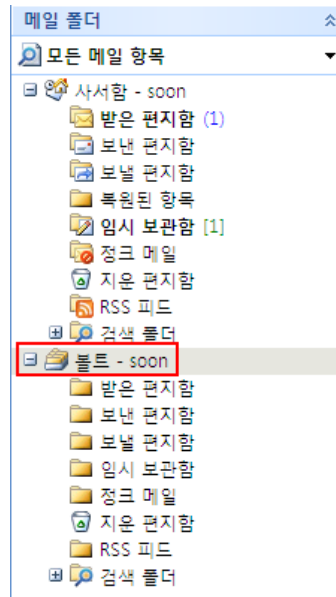 메일 폴더
모든 메일 항목
사서함 - soon
받은 편지함 (1)
보낸 편지함
보낼 편지함
복원된 항목
임시 보관함 [1]
정크 메일
지운 편지함
RSS 피드
검색 폴더
볼트 - soon
받은 편지함
보낸 편지함
보낼 편지함
임시 보관함
정크 메일
지운 편지함
RSS 피드
검색 폴더